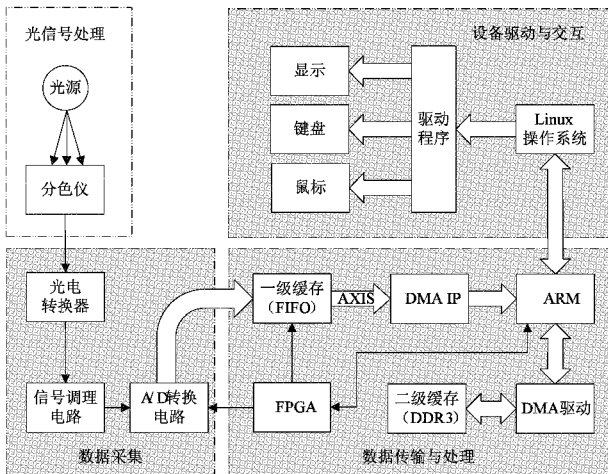 光信号处理
光源
分色仪
设备驱动与交互
显示
键盘
鼠标
驱动
程序
Linux
操作系统
光电
转换器
信号调理
电路
A/D转换
电路
数据采集
一级缓存
（FIFO）
AXIS
DMA IP
ARM
FPGA
二级缓存
（DDR3）
DMA驱动
数据传输与处理